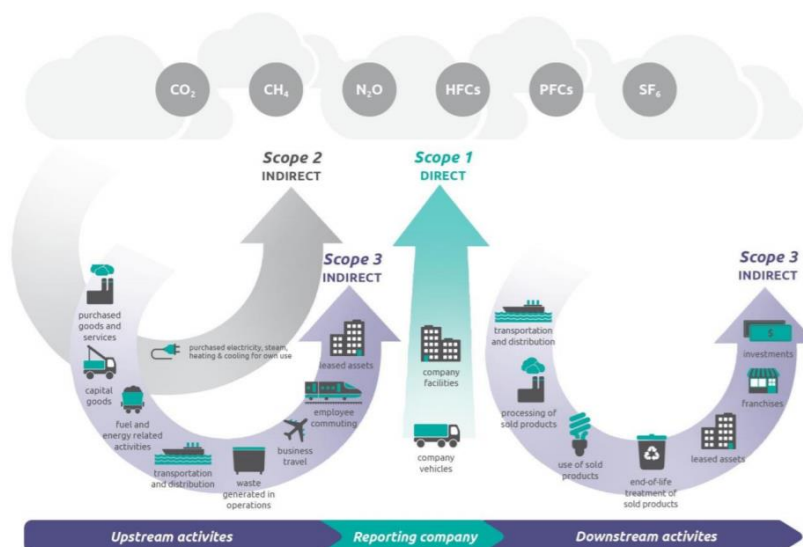 CO₂
CH₄
N₂O
HFCs
PFCs
SF₆
Scope 2
INDIRECT
Scope 1
DIRECT
Scope 3
INDIRECT
Scope 3
INDIRECT
purchased
goods and
services
capital
goods
fuel and
energy related
activities
transportation
and distribution
waste
generated in
operations
business
travel
employee
commuting
leased assets
purchased electricity, steam,
heating & cooling for own use
company
facilities
company
vehicles
transportation
and distribution
processing of
sold products
use of sold
products
end-of-life
treatment of
sold products
leased assets
franchises
investments
$
Upstream activites
Reporting company
Downstream activites